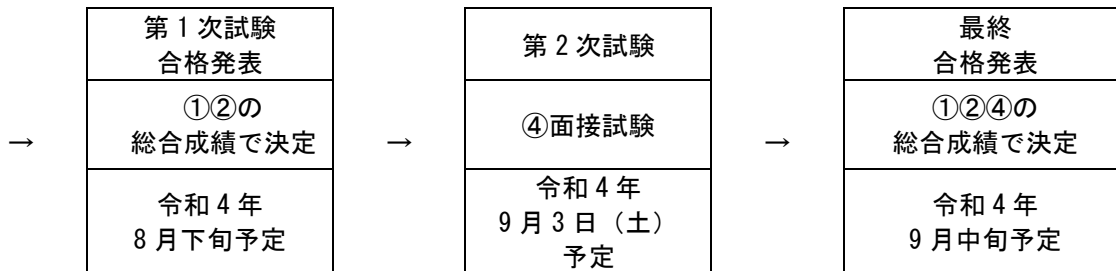 →
第1次試験
合格発表
①②の
総合成績で決定
令和4年
8月下旬予定
→
第2次試験
④面接試験
令和4年
9月3日(土)
予定
→
最終
合格発表
①②④の
総合成績で決定
令和4年
9月中旬予定